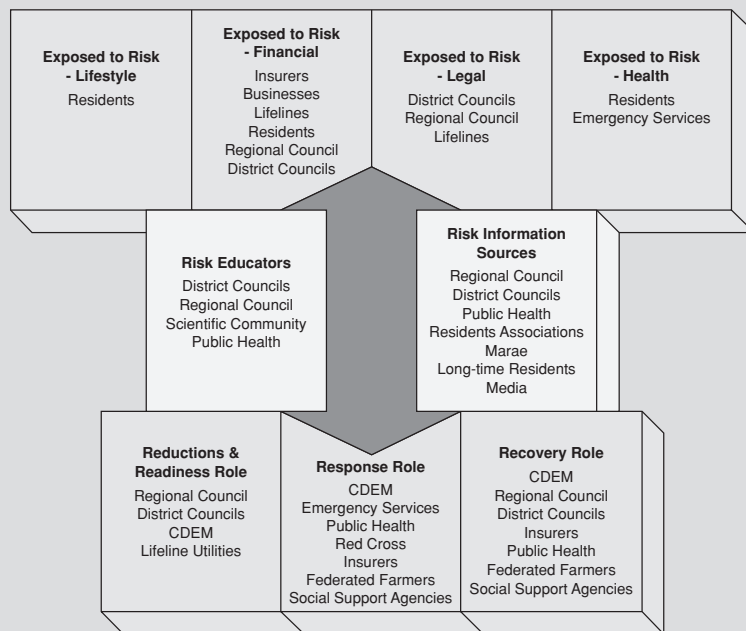 Exposed to Risk
- Lifestyle
Residents
Exposed to Risk
- Financial
Insurers
Businesses
Lifelines
Residents
Regional Council
District Councils
Exposed to Risk
- Legal
District Councils
Regional Council
Lifelines
Exposed to Risk
- Health
Residents
Emergency Services
Risk Educators
District Councils
Regional Council
Scientific Community
Public Health
Risk Information
Sources
Regional Council
District Councils
Public Health
Residents Associations
Marae
Long-time Residents
Media
Reductions &
Readiness Role
Regional Council
District Councils
CDEM
Lifeline Utilities
Response Role
CDEM
Emergency Services
Public Health
Red Cross
Insurers
Federated Farmers
Social Support Agencies
Recovery Role
CDEM
Regional Council
District Councils
Insurers
Public Health
Federated Farmers
Social Support Agencies